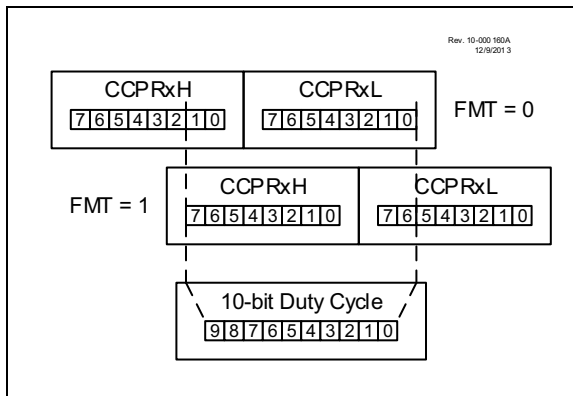 Rev. 10-000 160A
12/9/201 3
CCPRxH CCPRxL
7 6 5 4 3 2 1 0 7 6 5 4 3 2 1 0 FMT = 0
FMT = 1 CCPRxH CCPRxL
7 6 5 4 3 2 1 0 7 6 5 4 3 2 1 0
10-bit Duty Cycle
9 8 7 6 5 4 3 2 1 0